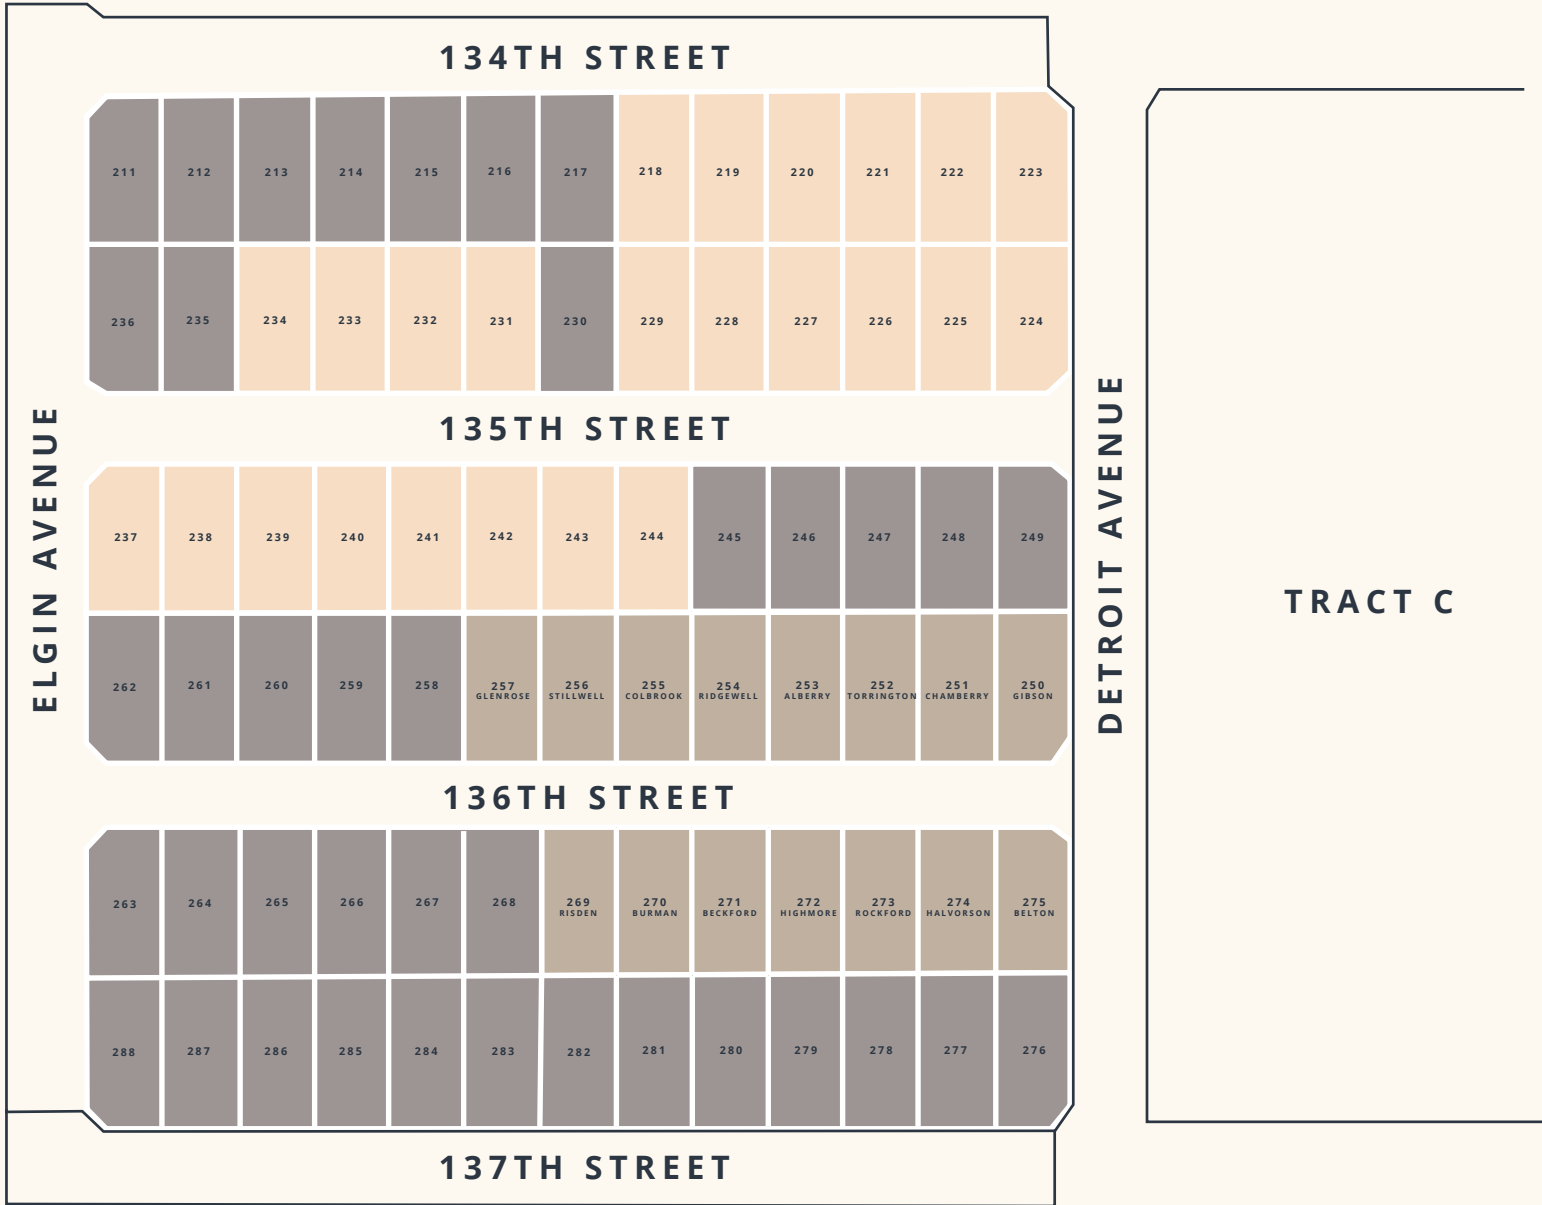 134TH STREET
211 212 213 214 215 216 217 218 219 220 221 222 223
236 235 234 233 232 231 230 229 228 227 226 225 224
135TH STREET
ELGIN AVENUE
DETROIT AVENUE
237 238 239 240 241 242 243 244 245 246 247 248 249
TRACT C
262 261 260 259 258 257 256 255 254 253 252 251 250
GLENROSE STILLWELL COLBROOK RIDGEWELL ALBERRY TORRINGTON CHAMBERRY GIBSON
136TH STREET
263 264 265 266 267 268 269 270 271 272 273 274 275
RISDEN BURMAN BECKFORD HIGHMORE ROCKFORD HALVORSON BELTON
288 287 286 285 284 283 282 281 280 279 278 277 276
137TH STREET